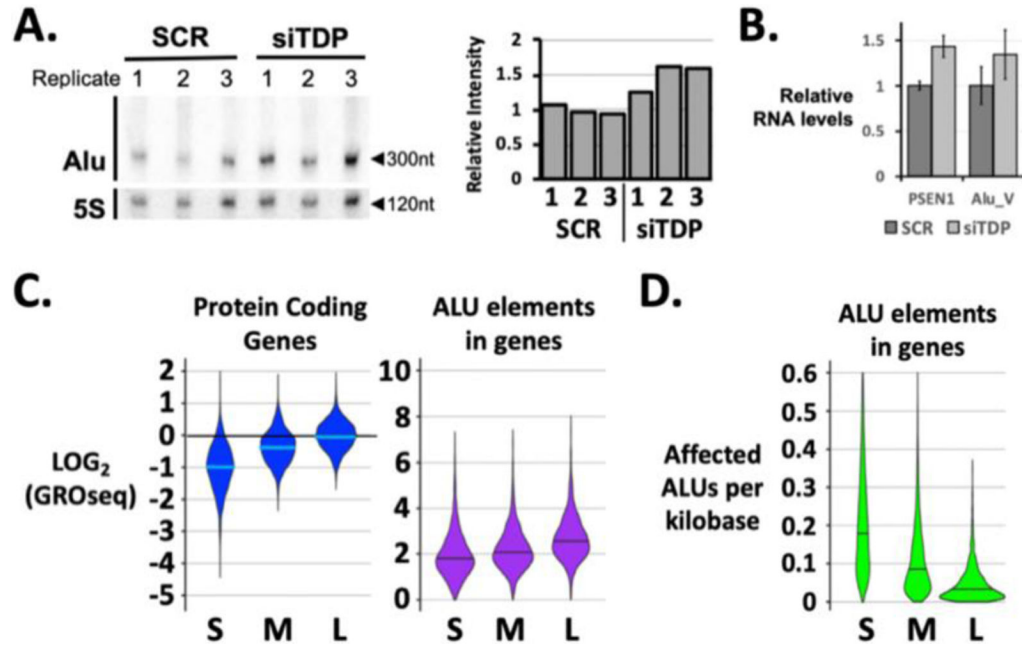 A.
SCR siTDP
Replicate 1 2 3 1 2 3
Alu
◄300nt
5S
◄120nt
Relative Intensity
2
1.5
1
0.5
0
1 2 3 1 2 3
SCR siTDP
B.
Relative
RNA levels
1.5
1
0.5
0
PSEN1 Alu_V
SCR siTDP
C.
Protein Coding
Genes
LOG₂
(GROseq)
2
1
0
-1
-2
-3
-4
-5
S M L
ALU elements
in genes
10
8
6
4
2
0
S M L
D.
ALU elements
in genes
Affected
ALUs per
kilobase
0.6
0.5
0.4
0.3
0.2
0.1
0
S M L